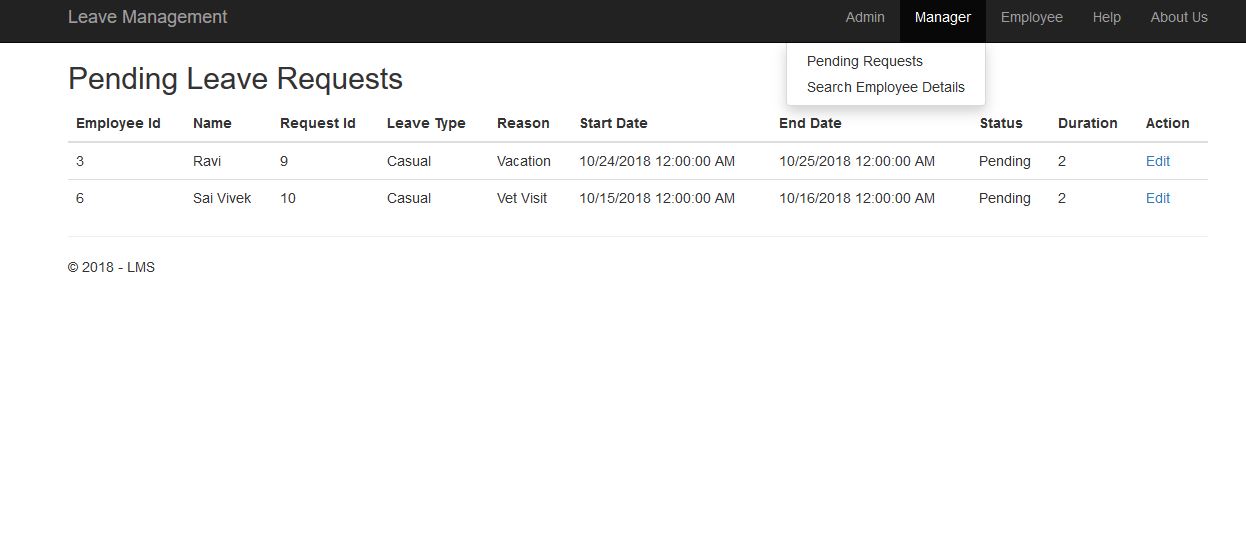 Leave Management Admin Manager Employee Help About Us
Pending Requests
Search Employee Details
Pending Leave Requests
Employee Id Name Request Id Leave Type Reason Start Date End Date Status Duration Action
3 Ravi 9 Casual Vacation 10/24/2018 12:00:00 AM 10/25/2018 12:00:00 AM Pending 2 Edit
6 Sai Vivek 10 Casual Vet Visit 10/15/2018 12:00:00 AM 10/16/2018 12:00:00 AM Pending 2 Edit
© 2018 - LMS